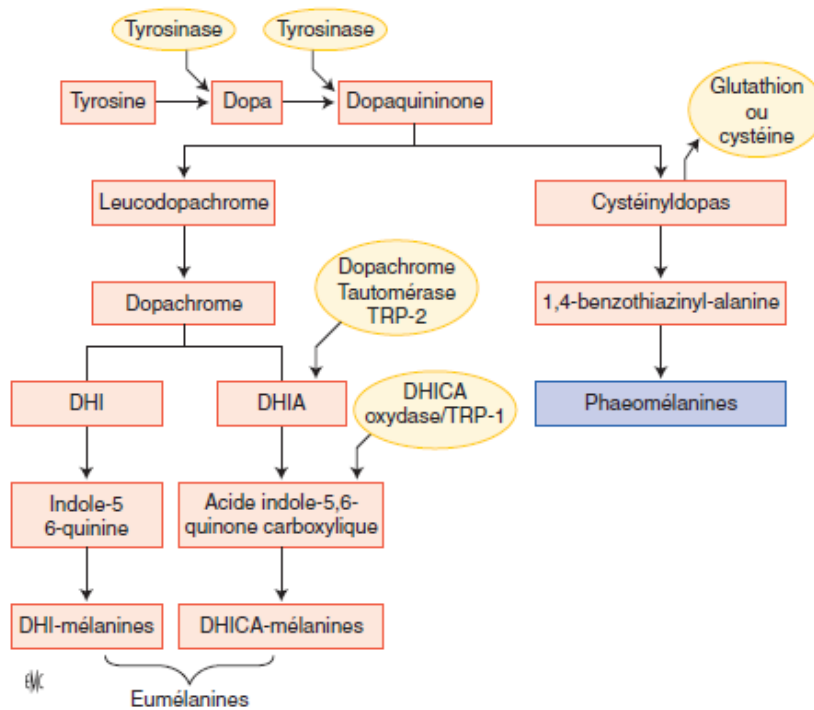 Tyrosinase
Tyrosinase
Tyrosine
Dopa
Dopaquininone
Glutathion
ou
cystéine
Leucodopachrome
Cystéinyldopas
Dopachrome
Tautomérase
TRP-2
Dopachrome
1,4-benzothiazinyl-alanine
DHI
DHIA
DHICA
oxydase/TRP-1
Phaeomélanines
Indole-5
6-quinine
Acide indole-5,6-
quinone carboxylique
DHI-mélanines
DHICA-mélanines
EMC
Eumélanines